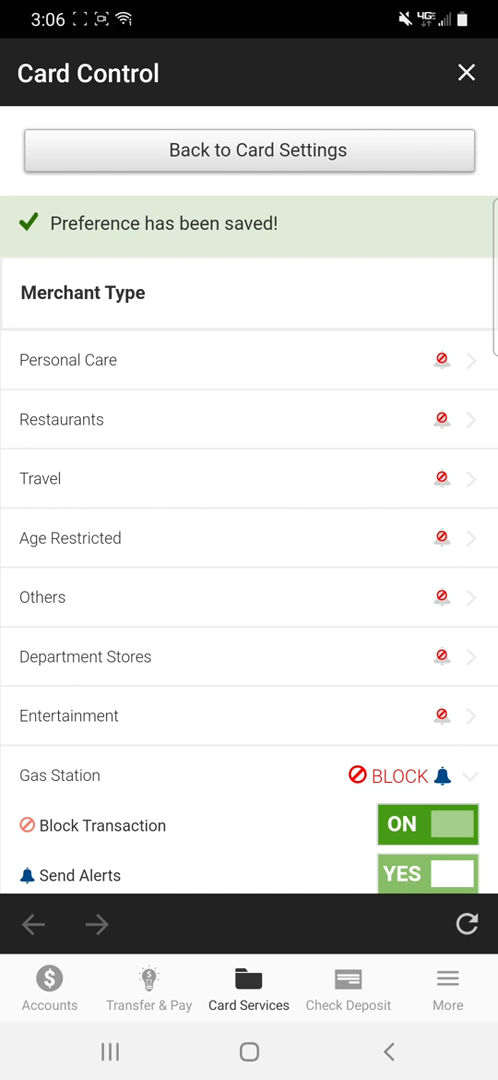 3:06
4GE
Card Control
Back to Card Settings
Preference has been saved!
Merchant Type
Personal Care
Restaurants
Travel
Age Restricted
Others
Department Stores
Entertainment
Gas Station BLOCK
Block Transaction ON
Send Alerts YES
Accounts Transfer & Pay Card Services Check Deposit More